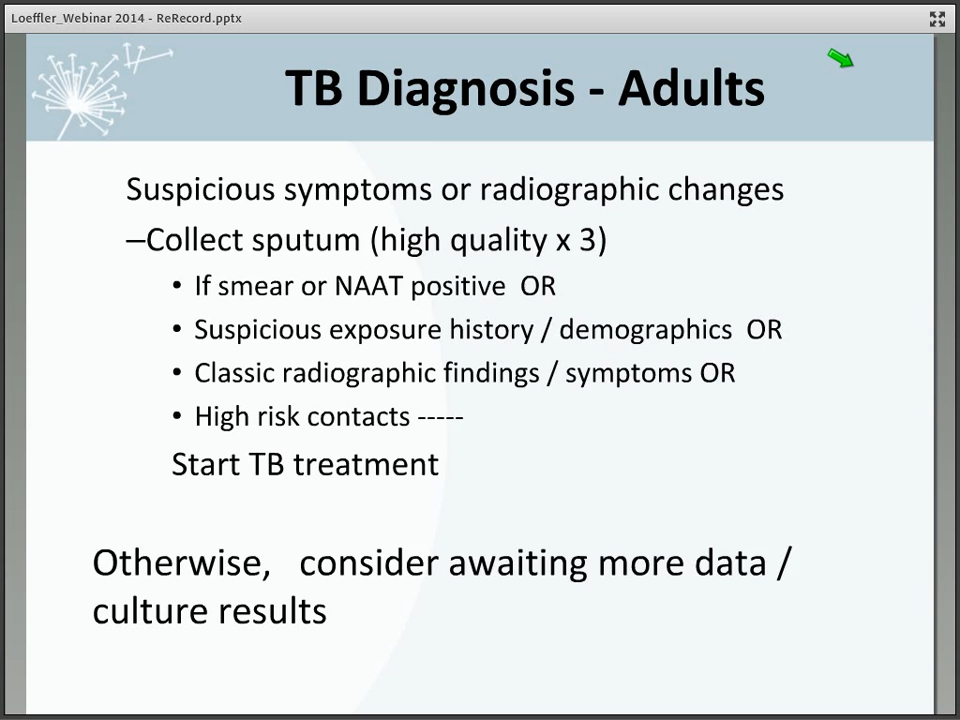 Loeffler_Webinar 2014 - ReRecord.pptx
TB Diagnosis - Adults
Suspicious symptoms or radiographic changes
–Collect sputum (high quality x 3)
• If smear or NAAT positive  OR
• Suspicious exposure history / demographics  OR
• Classic radiographic findings / symptoms OR
• High risk contacts -----
Start TB treatment
Otherwise,   consider awaiting more data /
culture results